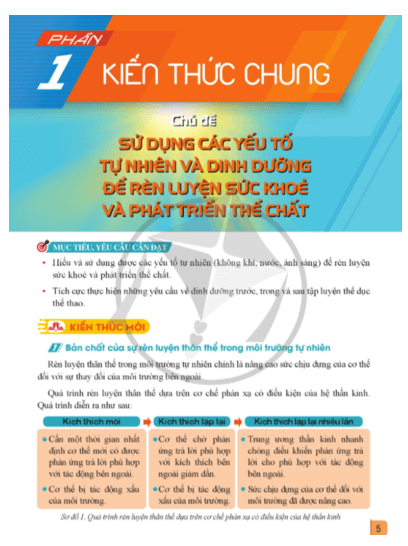 PHẦN
1
KIẾN THỨC CHUNG
Chủ đề
SỬ DỤNG CÁC YẾU TỐ
TỰ NHIÊN VÀ DINH DƯỠNG
ĐỂ RÈN LUYỆN SỨC KHOẺ
VÀ PHÁT TRIỂN THỂ CHẤT
MỤC TIÊU, YÊU CẦU CẦN ĐẠT
• Hiểu và sử dụng được các yếu tố tự nhiên (không khí, nước, ánh sáng) để rèn luyện
sức khoẻ và phát triển thể chất.
• Tích cực thực hiện những yêu cầu về dinh dưỡng trước, trong và sau tập luyện thể dục
thể thao.
KIẾN THỨC MỚI
1 Bản chất của sự rèn luyện thân thể trong môi trường tự nhiên
Rèn luyện thân thể trong môi trường tự nhiên chính là nâng cao sức chịu đựng của cơ thể
đối với sự thay đổi của môi trường bên ngoài.
Quá trình rèn luyện thân thể dựa trên cơ chế phản xạ có điều kiện của hệ thần kinh.
Quá trình diễn ra như sau:
Kích thích mới
• Cần một thời gian nhất
định cơ thể mới có được
phản ứng trả lời phù hợp
với tác động bên ngoài.
• Cơ thể bị tác động xấu
của môi trường.
Kích thích lặp lại
• Cơ thể chờ phản
ứng trả lời phù hợp
với kích thích bên
ngoài giảm dần.
• Cơ thể bị tác động
xấu của môi trường.
Kích thích lặp lại nhiều lần
• Trung ương thần kinh nhanh
chóng điều khiển phản ứng trả
lời cho phù hợp với tác động
bên ngoài.
• Sức chịu đựng của cơ thể đối với
môi trường đã được nâng cao.
Sơ đồ 1. Quá trình rèn luyện thân thể dựa trên cơ chế phản xạ có điều kiện của hệ thần kinh
5